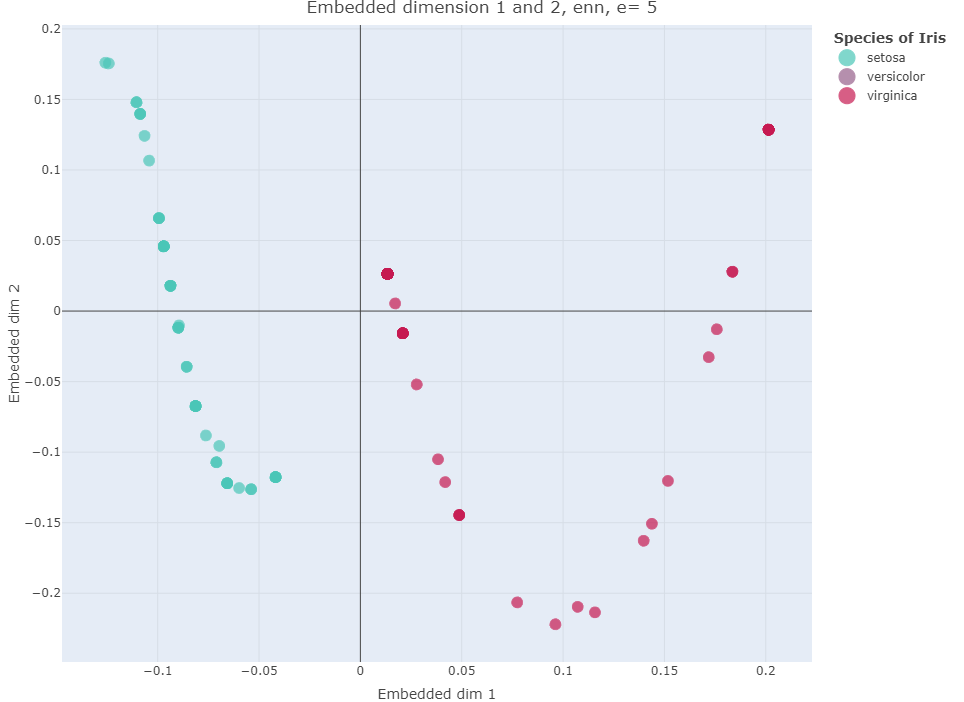 Embedded dimension 1 and 2, enn, e= 5
Species of Iris
setosa
versicolor
virginica
0.2
0.15
0.1
0.05
0
−0.05
−0.1
−0.15
−0.2
Embedded dim 2
−0.1
−0.05
0
0.05
0.1
0.15
0.2
Embedded dim 1